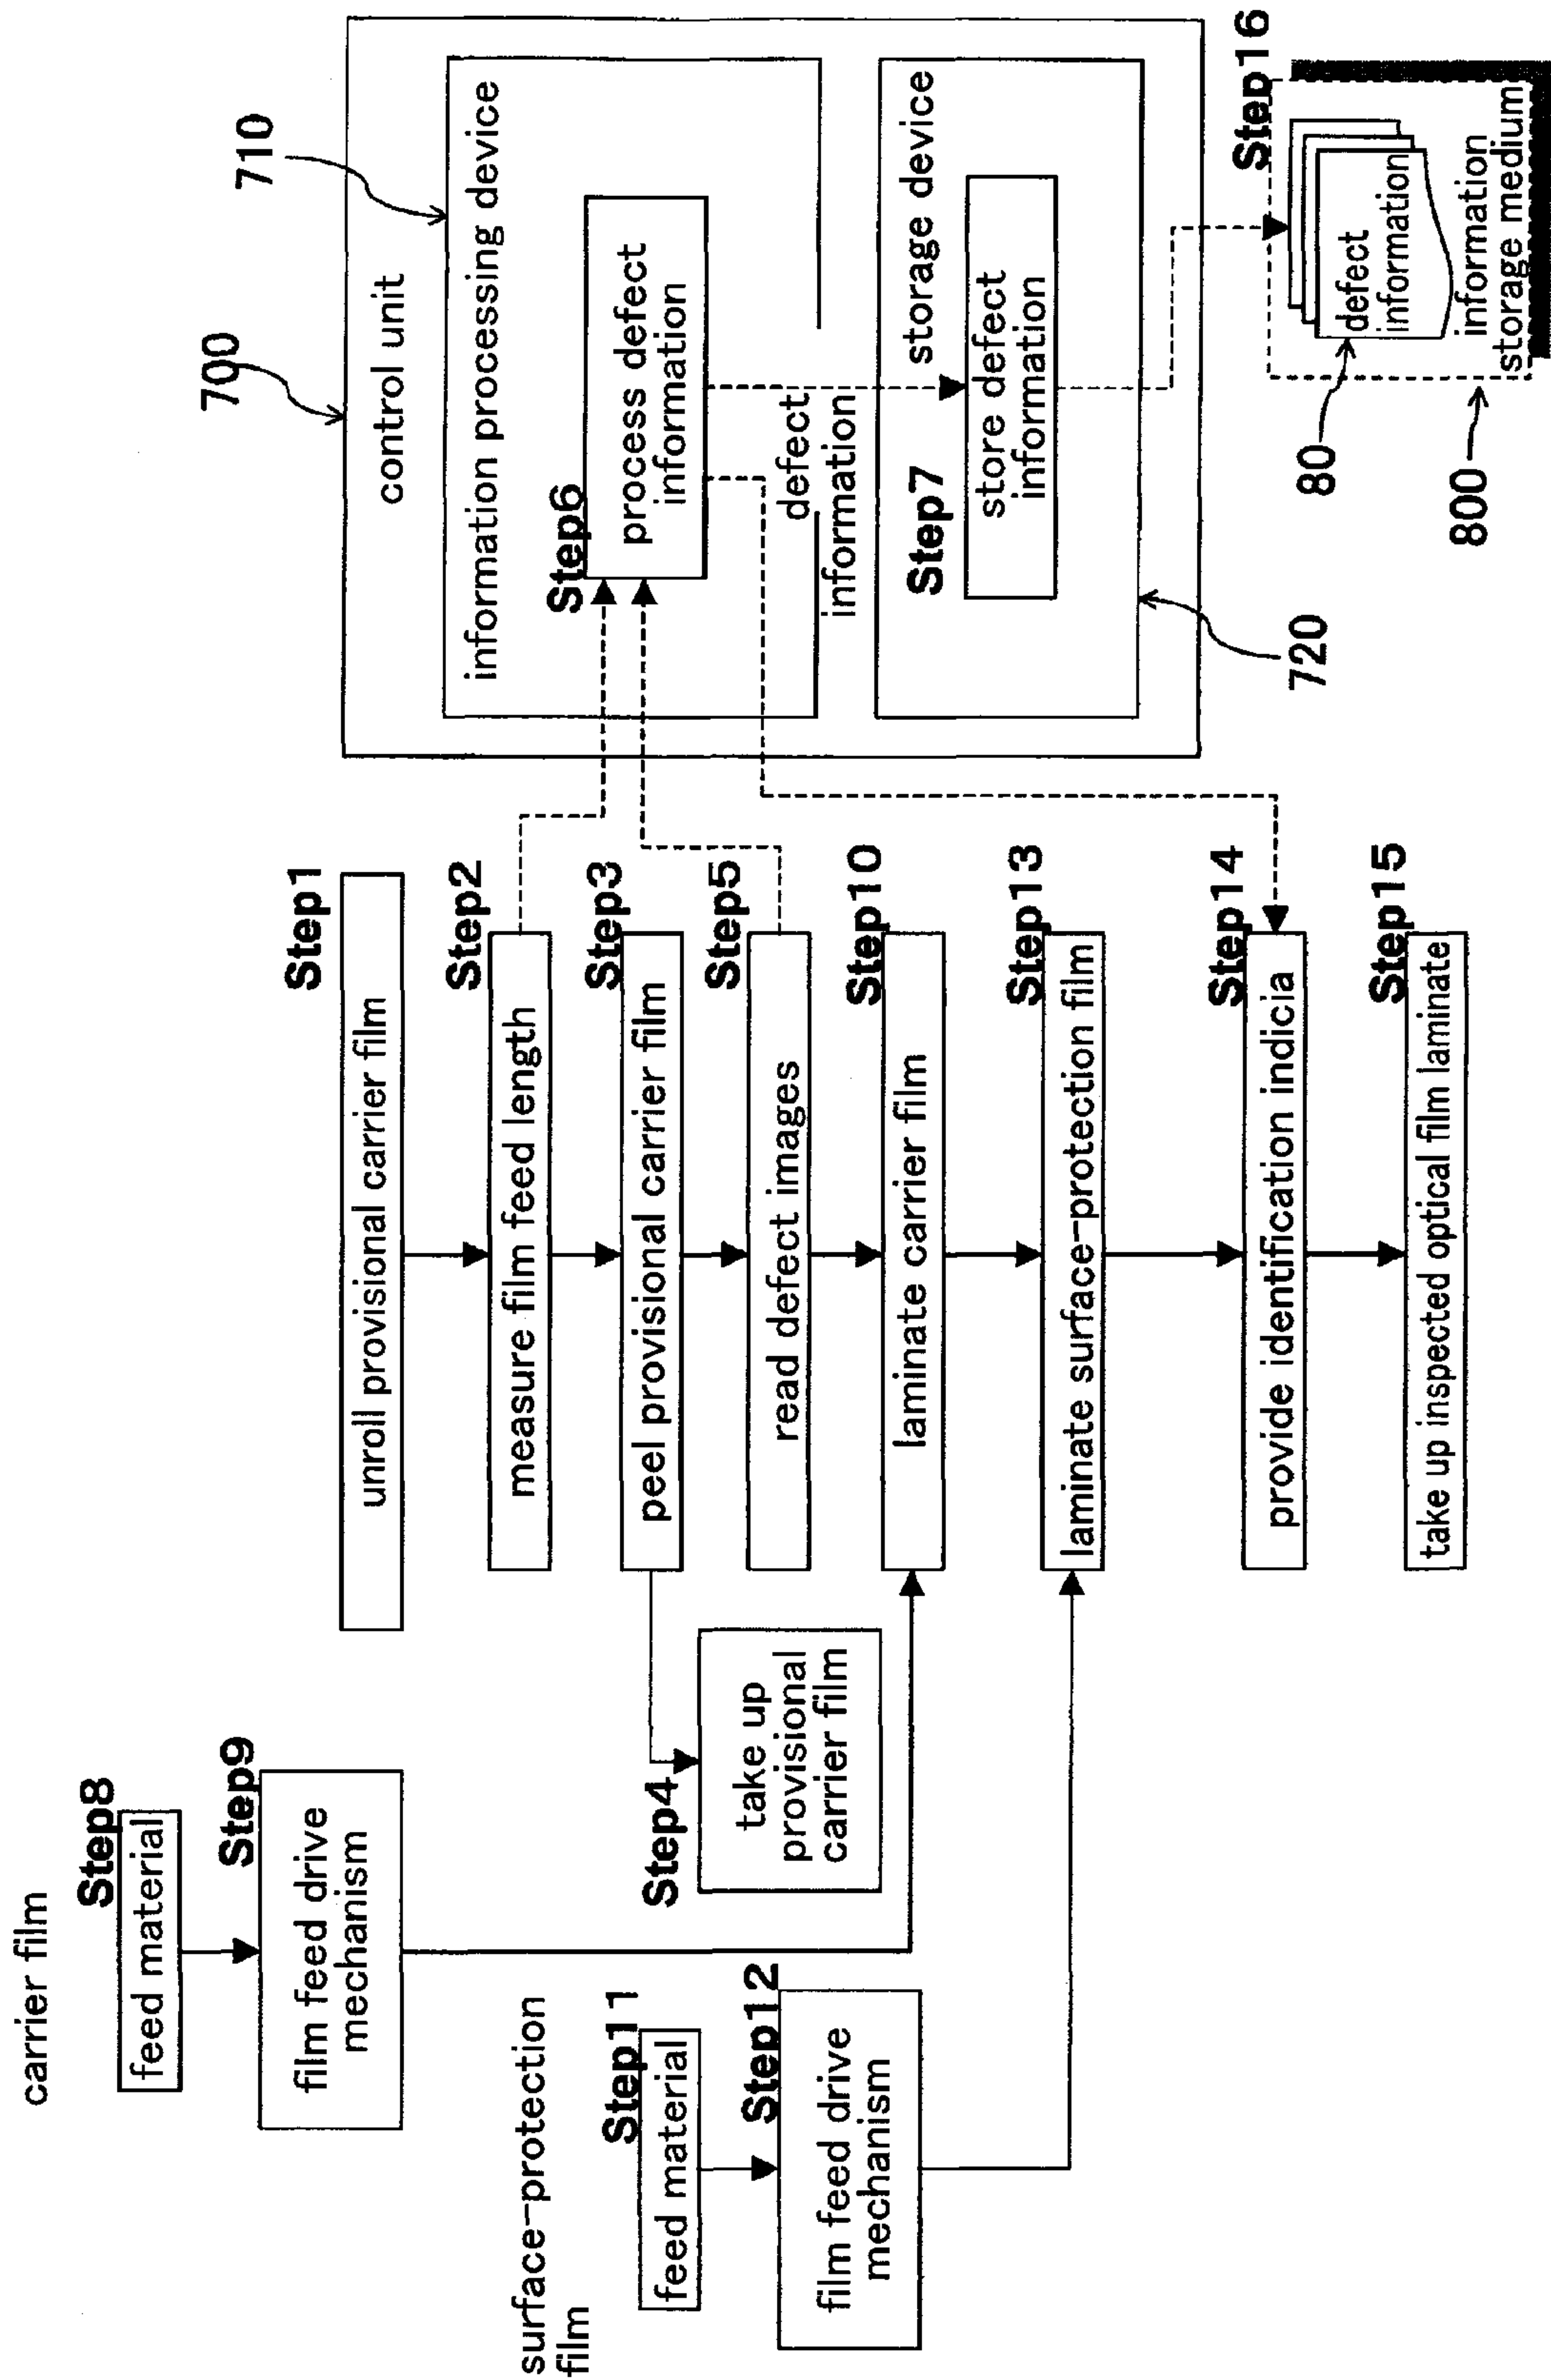 carrier film
Step8
feed material
Step9
film feed drive
mechanism
surface-protection
film
Step11
feed material
Step12
film feed drive
mechanism
Step1
unroll provisional carrier film
Step2
measure film feed length
Step3
peel provisional carrier film
Step4
take up
provisional
carrier film
Step5
read defect images
Step10
laminate carrier film
Step13
laminate surface-protection film
Step14
provide identification indicia
Step15
take up inspected optical film laminate
700
control unit
710
information processing device
Step6
process defect
information
defect
information
storage device
Step7
store defect
information
720
Step16
defect
information
information
storage medium
80
800